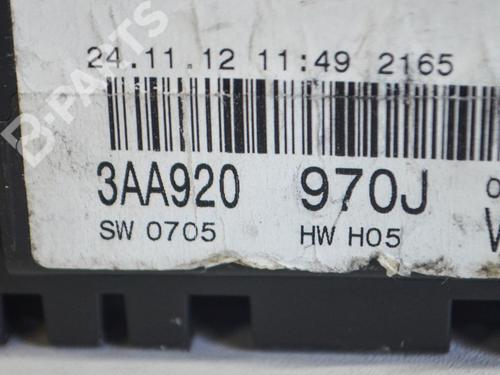 24.11.12 11:49 2165
3AA920 970J
SW 0705 HW H05
B-PARTS